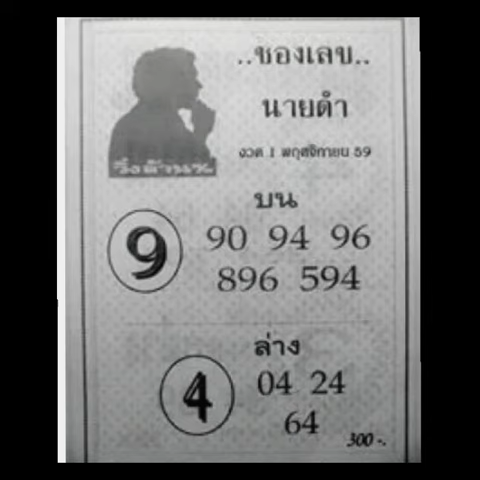 ..ซองเลข..
นายดำ
งวด 1 พฤศจิกายน 59
บน
9
90 94 96
896 594
ล่าง
4
04 24
64
300 -.